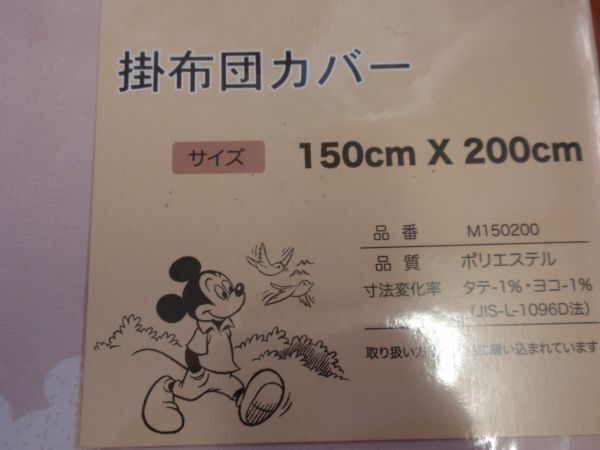 掛布団カバー
サイズ 150cm X 200cm
品番 M150200
品質 ポリエステル
寸法変化率 タテ-1%・ヨコ-1%
(JIS-L-1096D法)
取り扱い方 に縫い込まれています